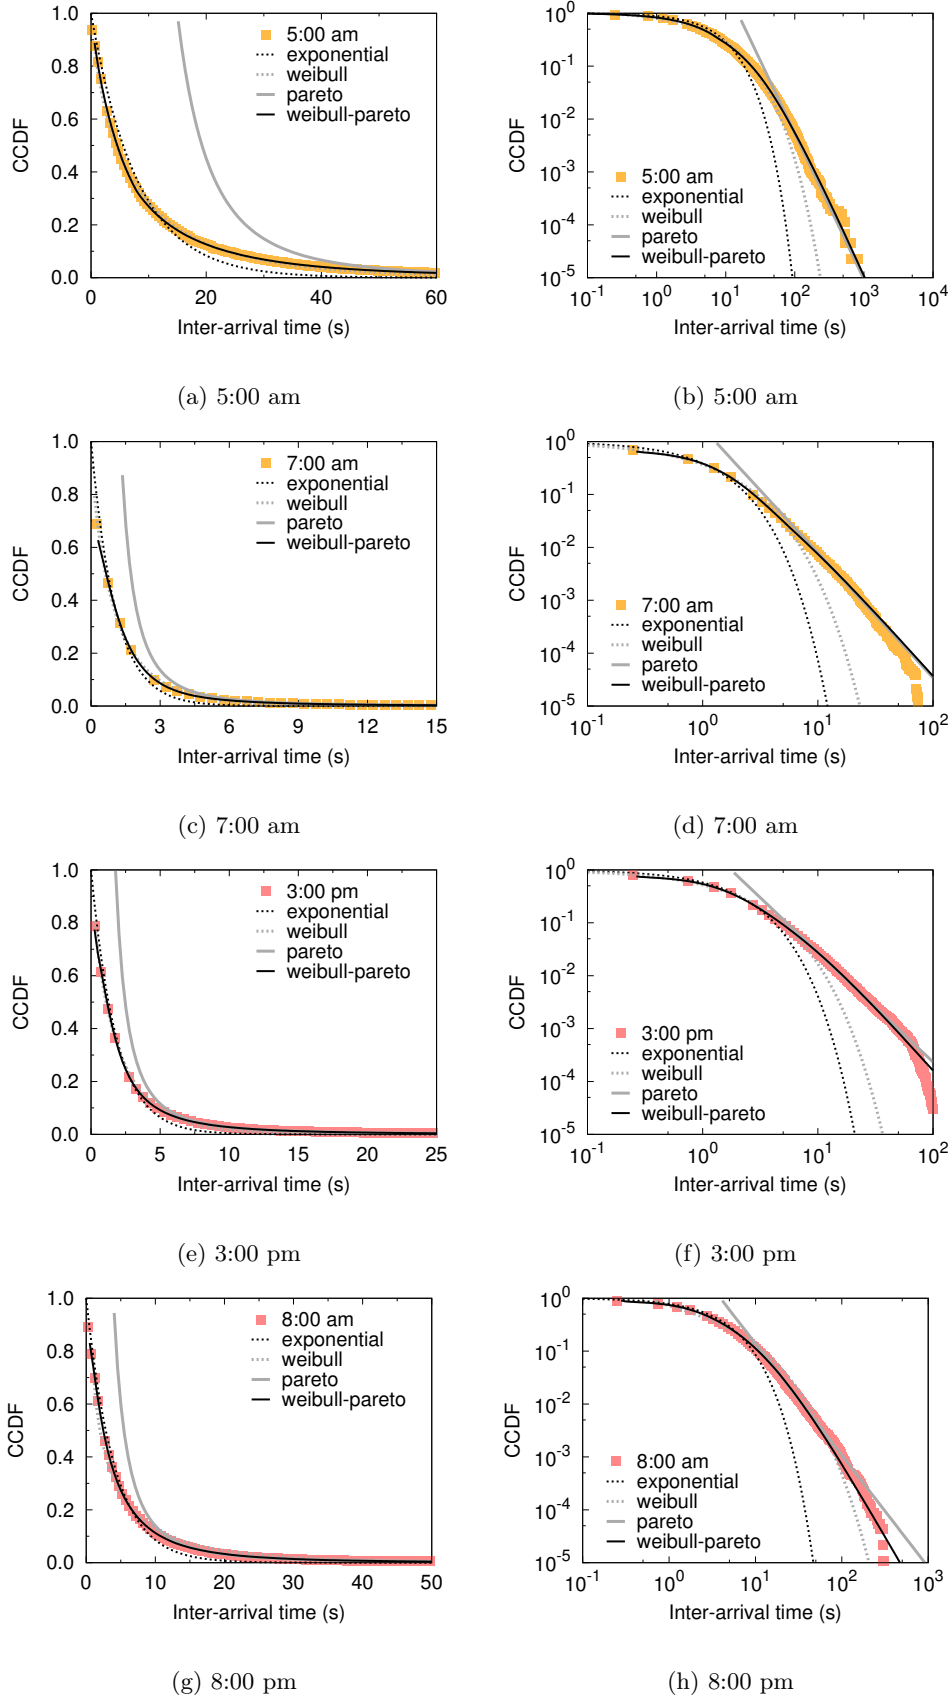 1.0
0.8
0.6
0.4
0.2
0.0
CCDF
0 20 40 60
Inter-arrival time (s)
5:00 am
exponential
weibull
pareto
weibull-pareto
(a) 5:00 am
10^0
10^-1
10^-2
10^-3
10^-4
10^-5
CCDF
10^-1 10^0 10^1 10^2 10^3 10^4
Inter-arrival time (s)
5:00 am
exponential
weibull
pareto
weibull-pareto
(b) 5:00 am
1.0
0.8
0.6
0.4
0.2
0.0
CCDF
0 3 6 9 12 15
Inter-arrival time (s)
7:00 am
exponential
weibull
pareto
weibull-pareto
(c) 7:00 am
10^0
10^-1
10^-2
10^-3
10^-4
10^-5
CCDF
10^-1 10^0 10^1 10^2
Inter-arrival time (s)
7:00 am
exponential
weibull
pareto
weibull-pareto
(d) 7:00 am
1.0
0.8
0.6
0.4
0.2
0.0
CCDF
0 5 10 15 20 25
Inter-arrival time (s)
3:00 pm
exponential
weibull
pareto
weibull-pareto
(e) 3:00 pm
10^0
10^-1
10^-2
10^-3
10^-4
10^-5
CCDF
10^-1 10^0 10^1 10^2
Inter-arrival time (s)
3:00 pm
exponential
weibull
pareto
weibull-pareto
(f) 3:00 pm
1.0
0.8
0.6
0.4
0.2
0.0
CCDF
0 10 20 30 40 50
Inter-arrival time (s)
8:00 am
exponential
weibull
pareto
weibull-pareto
(g) 8:00 pm
10^0
10^-1
10^-2
10^-3
10^-4
10^-5
CCDF
10^-1 10^0 10^1 10^2 10^3
Inter-arrival time (s)
8:00 am
exponential
weibull
pareto
weibull-pareto
(h) 8:00 pm